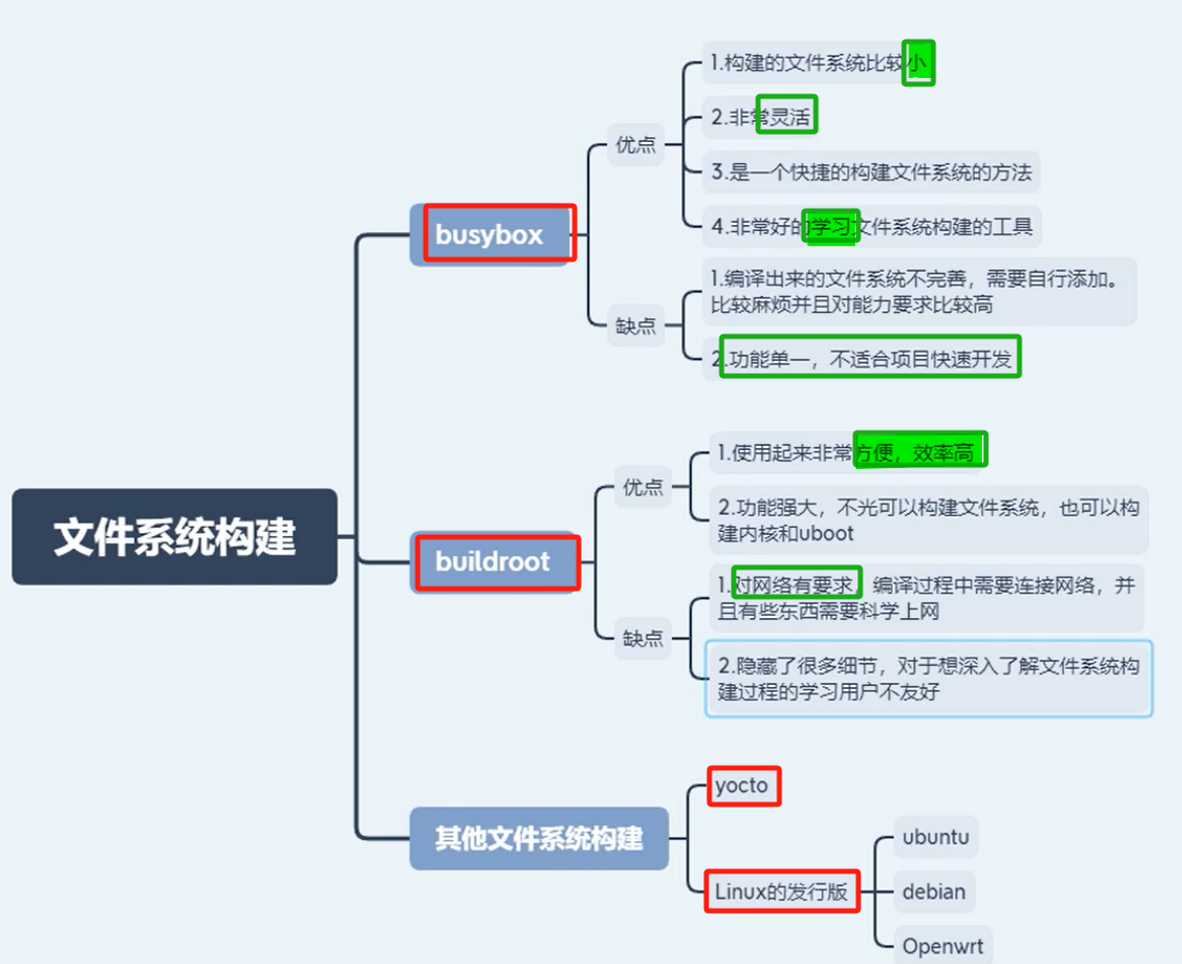 文件系统构建
busybox
优点
1.构建的文件系统比较小
2.非常灵活
3.是一个快捷的构建文件系统的方法
4.非常好的学习文件系统构建的工具
缺点
1.编译出来的文件系统不完善，需要自行添加。
比较麻烦并且对能力要求比较高
2.功能单一，不适合项目快速开发
buildroot
优点
1.使用起来非常方便，效率高
2.功能强大，不光可以构建文件系统，也可以构
建内核和uboot
缺点
1.对网络有要求，编译过程中需要连接网络，并
且有些东西需要科学上网
2.隐藏了很多细节，对于想深入了解文件系统构
建过程的学习用户不友好
其他文件系统构建
yocto
Linux的发行版
ubuntu
debian
Openwrt